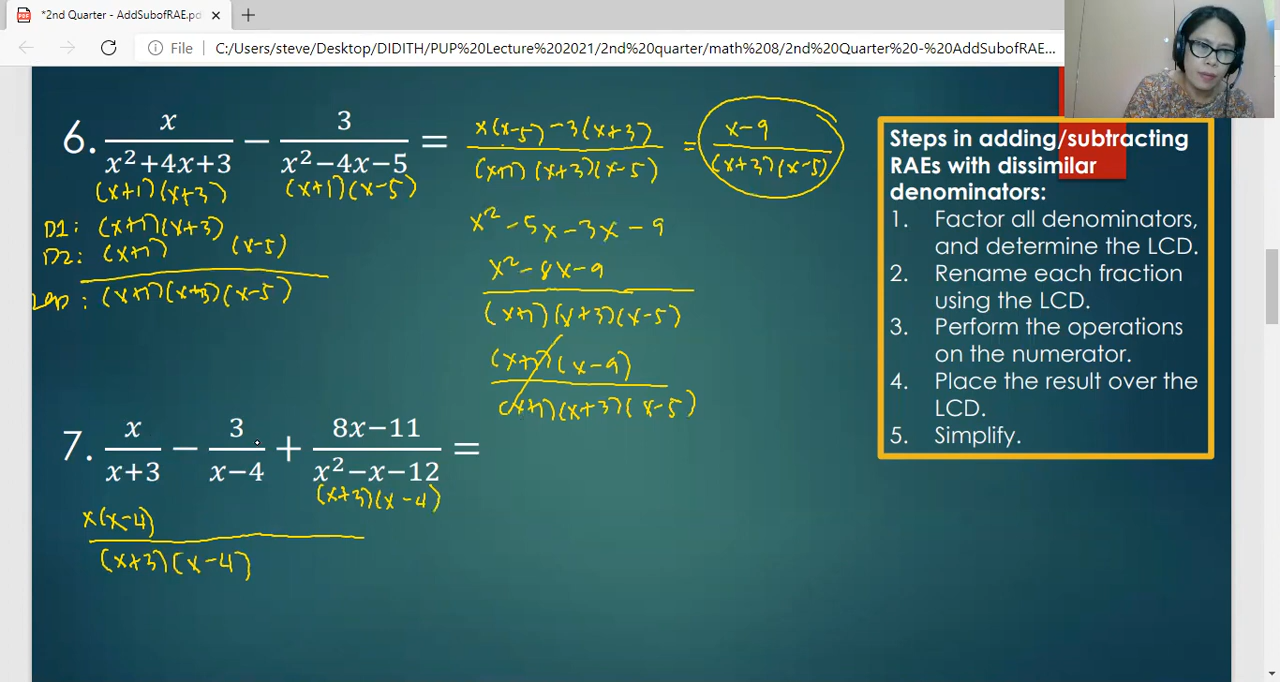 *2nd Quarter - AddSubofRAE.pd
File
C:/Users/steve/Desktop/DIDITH/PUP%20Lecture%202021/2nd%20quarter/math%208/2nd%20Quarter%20-%20AddSubofRAE...
6. x/(x²+4x+3) − 3/(x²−4x−5) = (x(x-5)-3(x+3))/((x+1)(x+3)(x-5)) = (x-9)/((x+3)(x-5))
(x+1)(x+3) (x+1)(x-5)
D1: (x+1)(x+3)
D2: (x+1) (x-5)
LCD: (x+1)(x+3)(x-5)
x²-5x-3x-9
x²-8x-9
(x+1)(x+3)(x-5)
(x+1)(x-9)
(x+1)(x+3)(x-5)
7. x/(x+3) − 3/(x−4) + (8x−11)/(x²−x−12) =
(x+3)(x-4)
x(x-4)
(x+3)(x-4)
Steps in adding/subtracting
RAEs with dissimilar
denominators:
1. Factor all denominators,
and determine the LCD.
2. Rename each fraction
using the LCD.
3. Perform the operations
on the numerator.
4. Place the result over the
LCD.
5. Simplify.